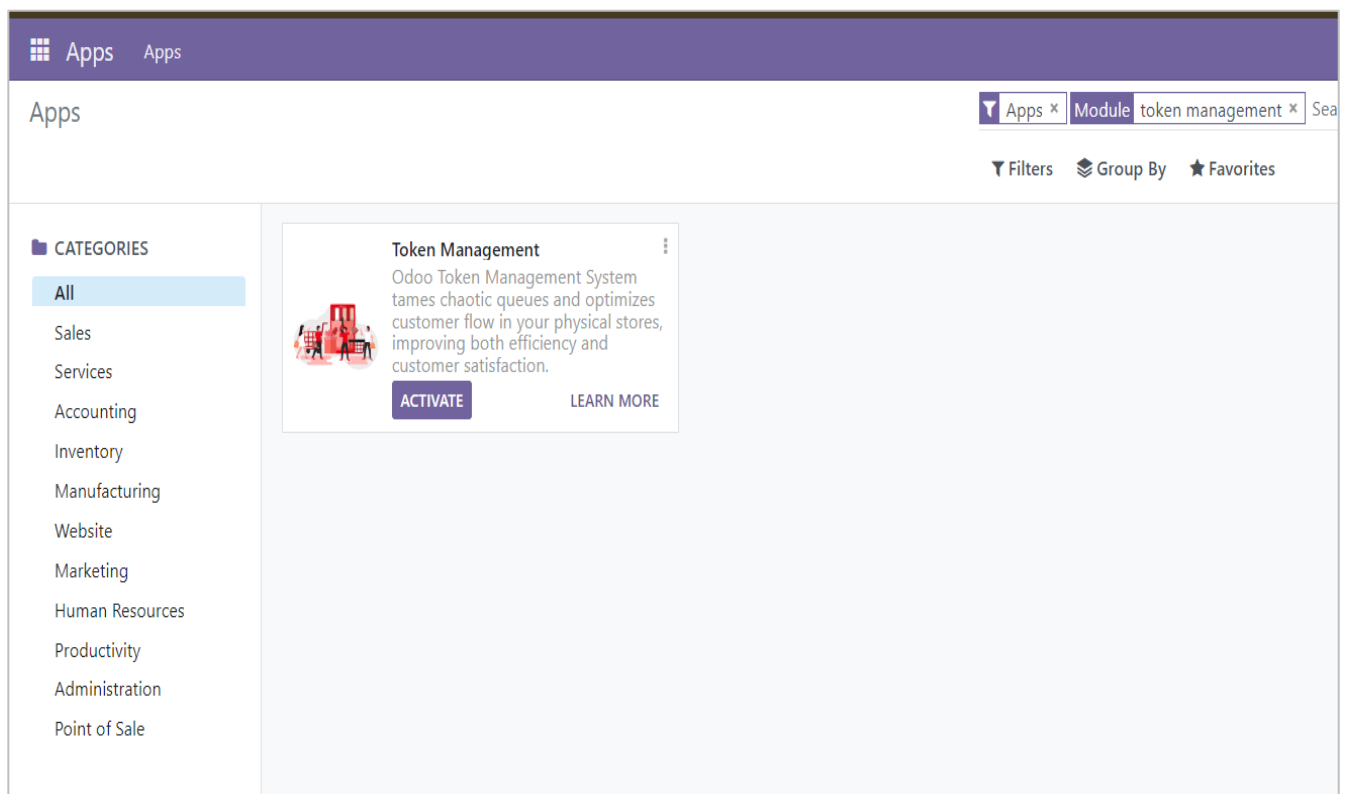 Apps Apps
Apps
Apps × Module token management × Sea
Filters Group By Favorites
CATEGORIES
All
Sales
Services
Accounting
Inventory
Manufacturing
Website
Marketing
Human Resources
Productivity
Administration
Point of Sale
Token Management
Odoo Token Management System
tames chaotic queues and optimizes
customer flow in your physical stores,
improving both efficiency and
customer satisfaction.
ACTIVATE LEARN MORE